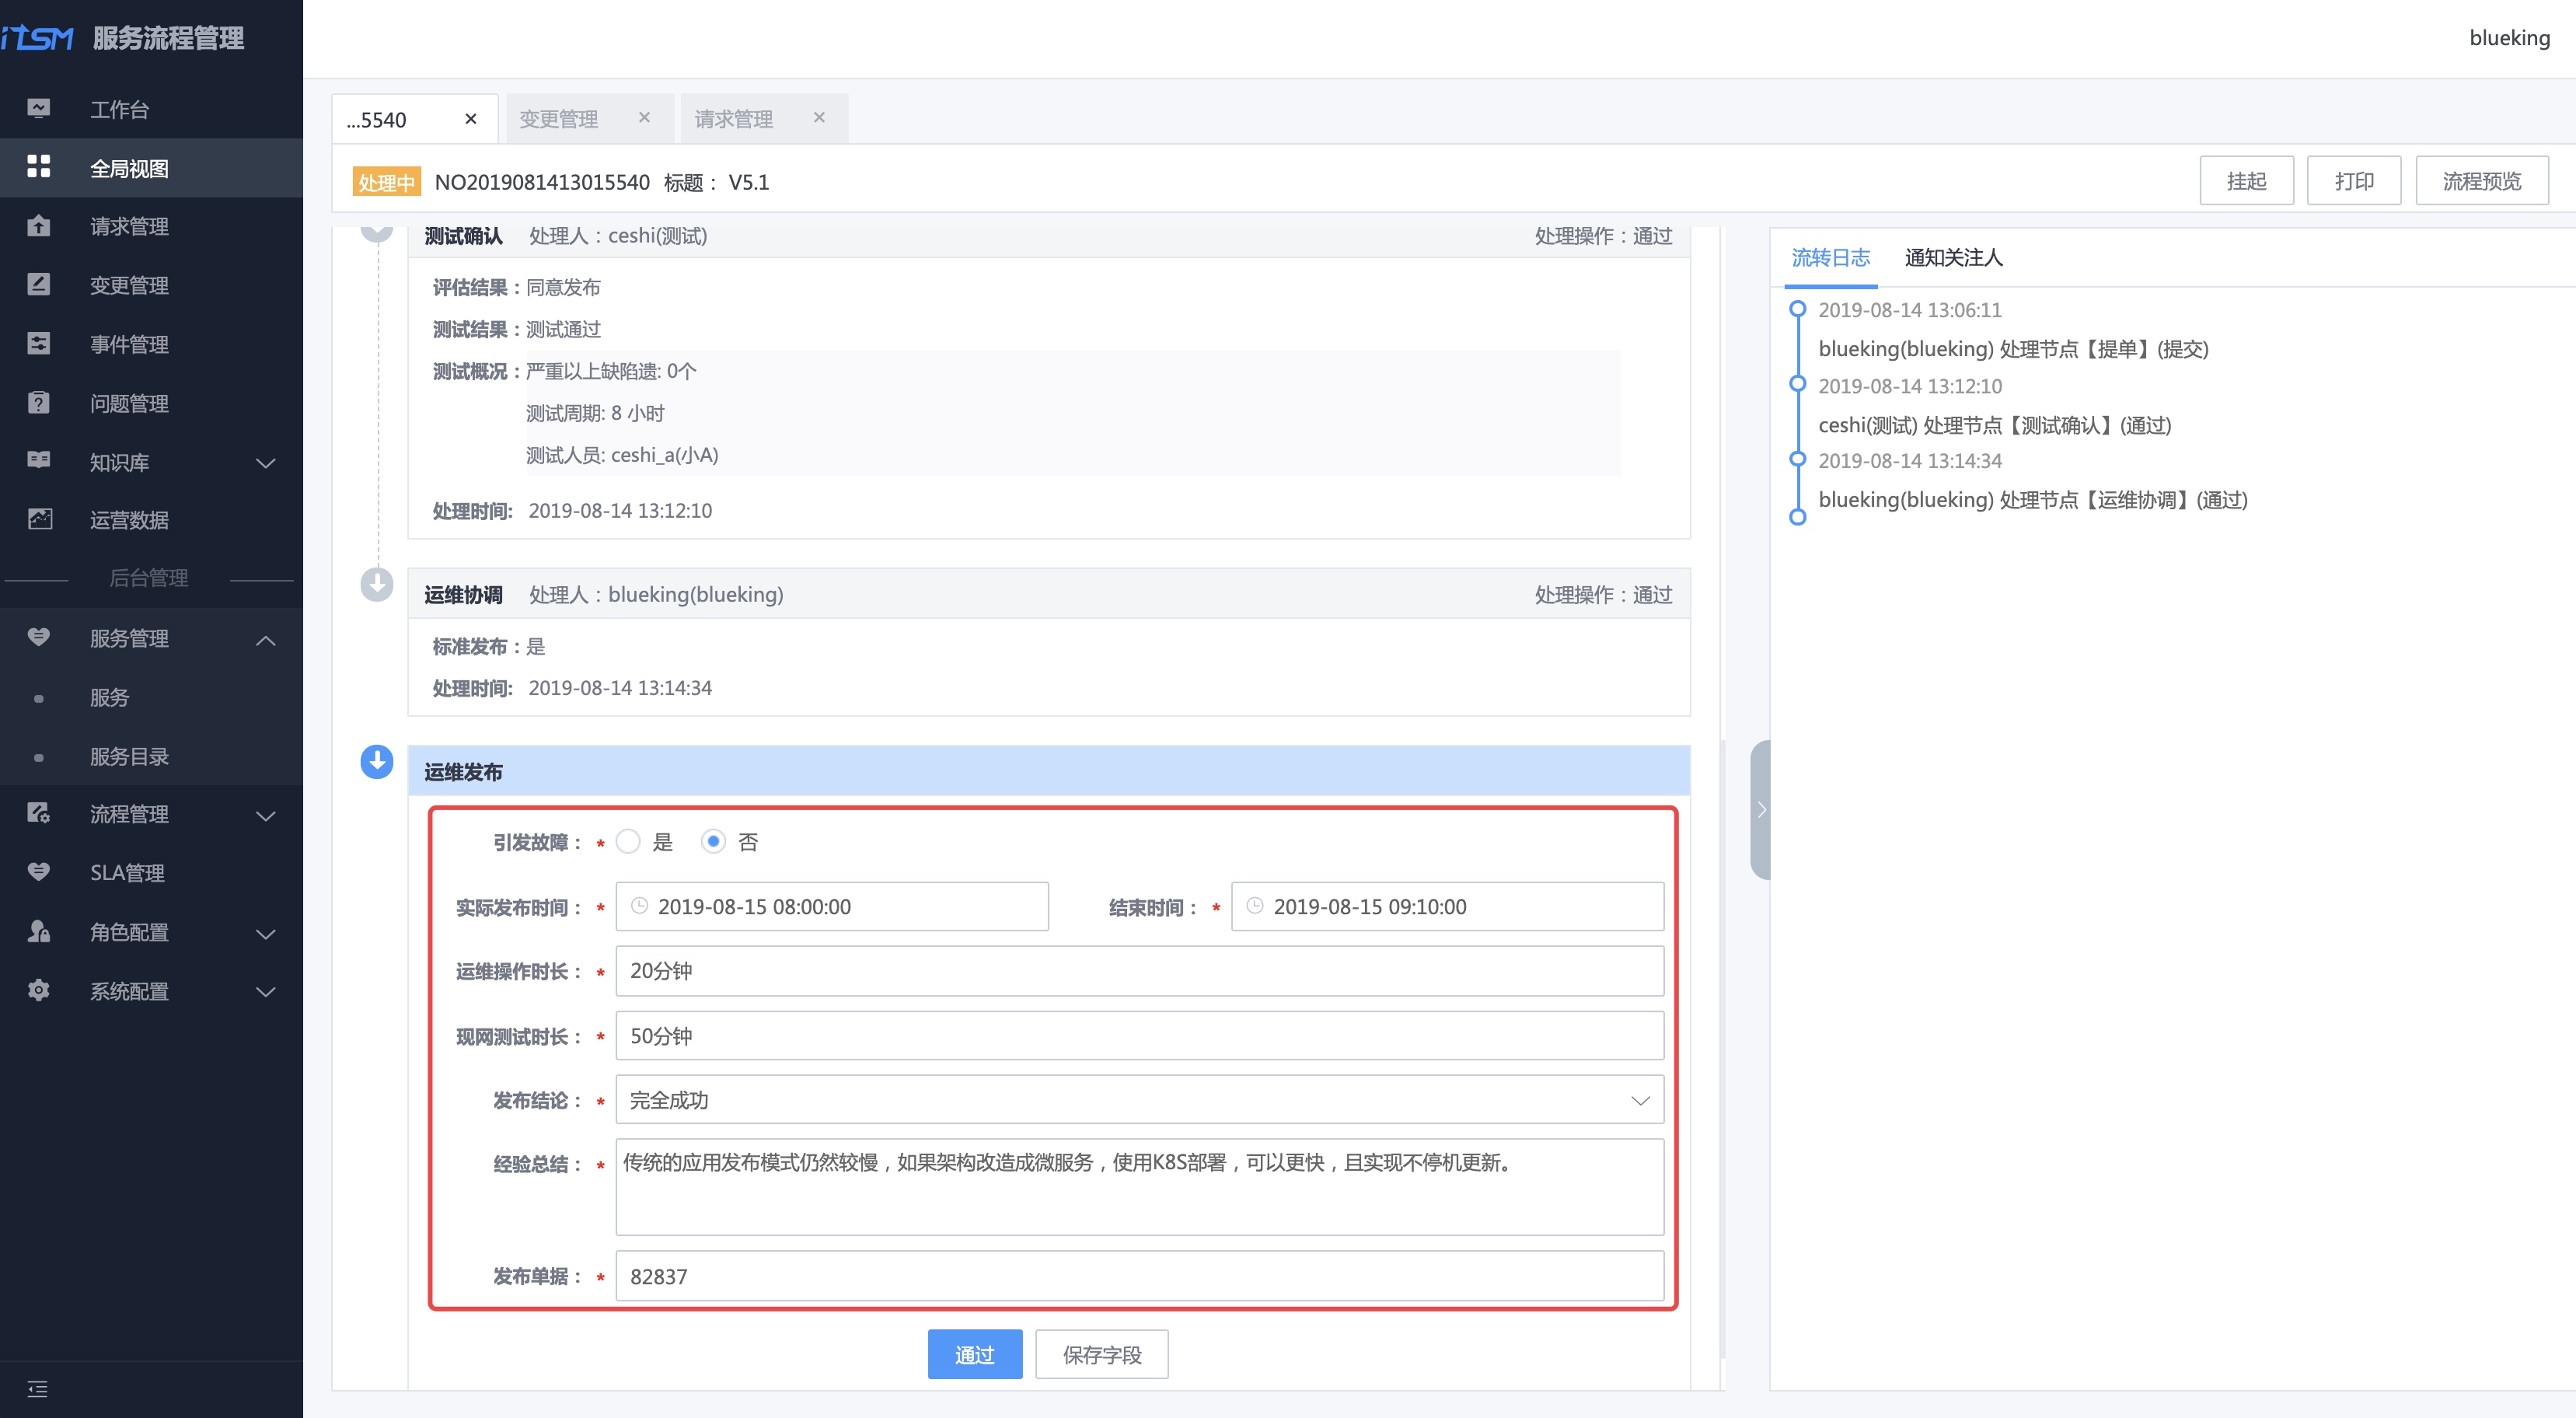 iTSM 服务流程管理
blueking
工作台
全局视图
请求管理
变更管理
事件管理
问题管理
知识库
运营数据
后台管理
服务管理
服务
服务目录
流程管理
SLA管理
角色配置
系统配置
...5540
变更管理
请求管理
处理中 NO2019081413015540 标题： V5.1
挂起 打印 流程预览
测试确认 处理人：ceshi(测试) 处理操作：通过
评估结果：同意发布
测试结果：测试通过
测试概况：严重以上缺陷遗: 0个
测试周期: 8 小时
测试人员: ceshi_a(小A)
处理时间: 2019-08-14 13:12:10
运维协调 处理人：blueking(blueking) 处理操作：通过
标准发布：是
处理时间: 2019-08-14 13:14:34
运维发布
引发故障： * 是 否
实际发布时间： * 2019-08-15 08:00:00 结束时间： * 2019-08-15 09:10:00
运维操作时长： * 20分钟
现网测试时长： * 50分钟
发布结论： * 完全成功
经验总结： * 传统的应用发布模式仍然较慢，如果架构改造成微服务，使用K8S部署，可以更快，且实现不停机更新。
发布单据： * 82837
通过 保存字段
流转日志 通知关注人
2019-08-14 13:06:11
blueking(blueking) 处理节点【提单】(提交)
2019-08-14 13:12:10
ceshi(测试) 处理节点【测试确认】(通过)
2019-08-14 13:14:34
blueking(blueking) 处理节点【运维协调】(通过)